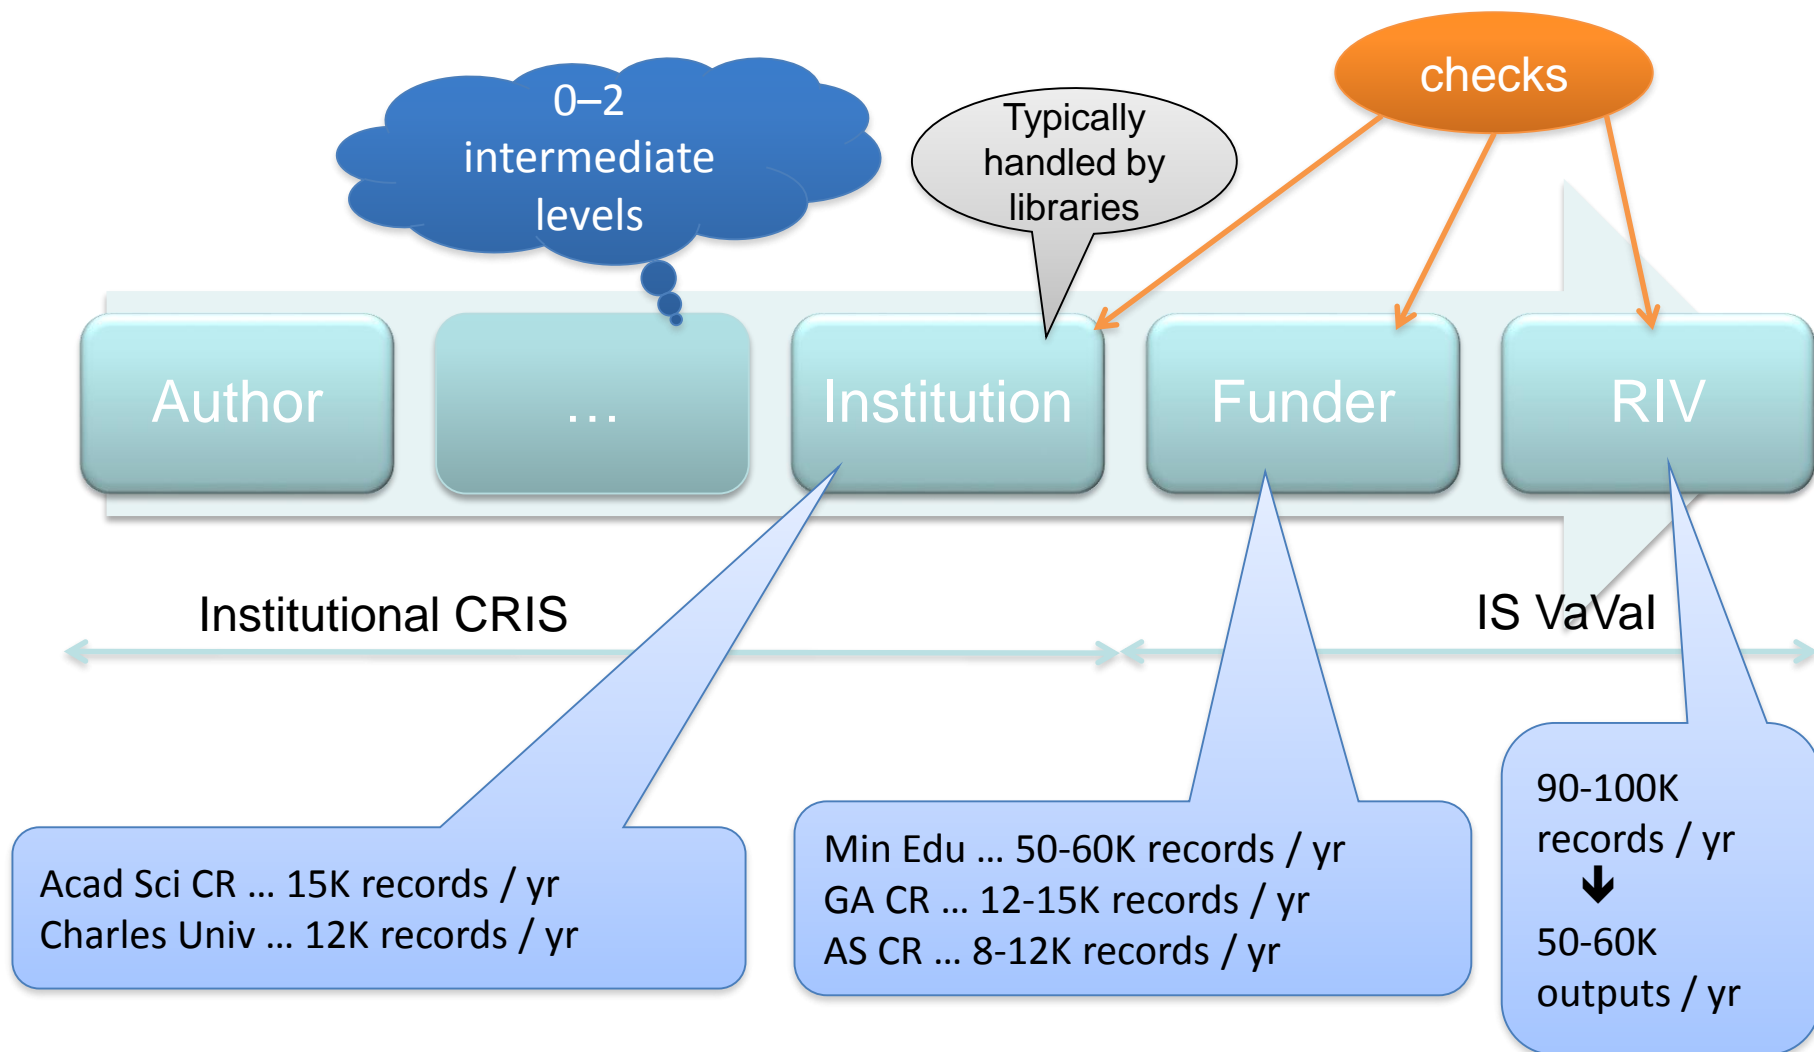 0–2
intermediate
levels
Typically
handled by
libraries
checks
Author
...
Institution
Funder
RIV
Institutional CRIS
IS VaVaI
Acad Sci CR ... 15K records / yr
Charles Univ ... 12K records / yr
Min Edu ... 50-60K records / yr
GA CR ... 12-15K records / yr
AS CR ... 8-12K records / yr
90-100K
records / yr
↓
50-60K
outputs / yr